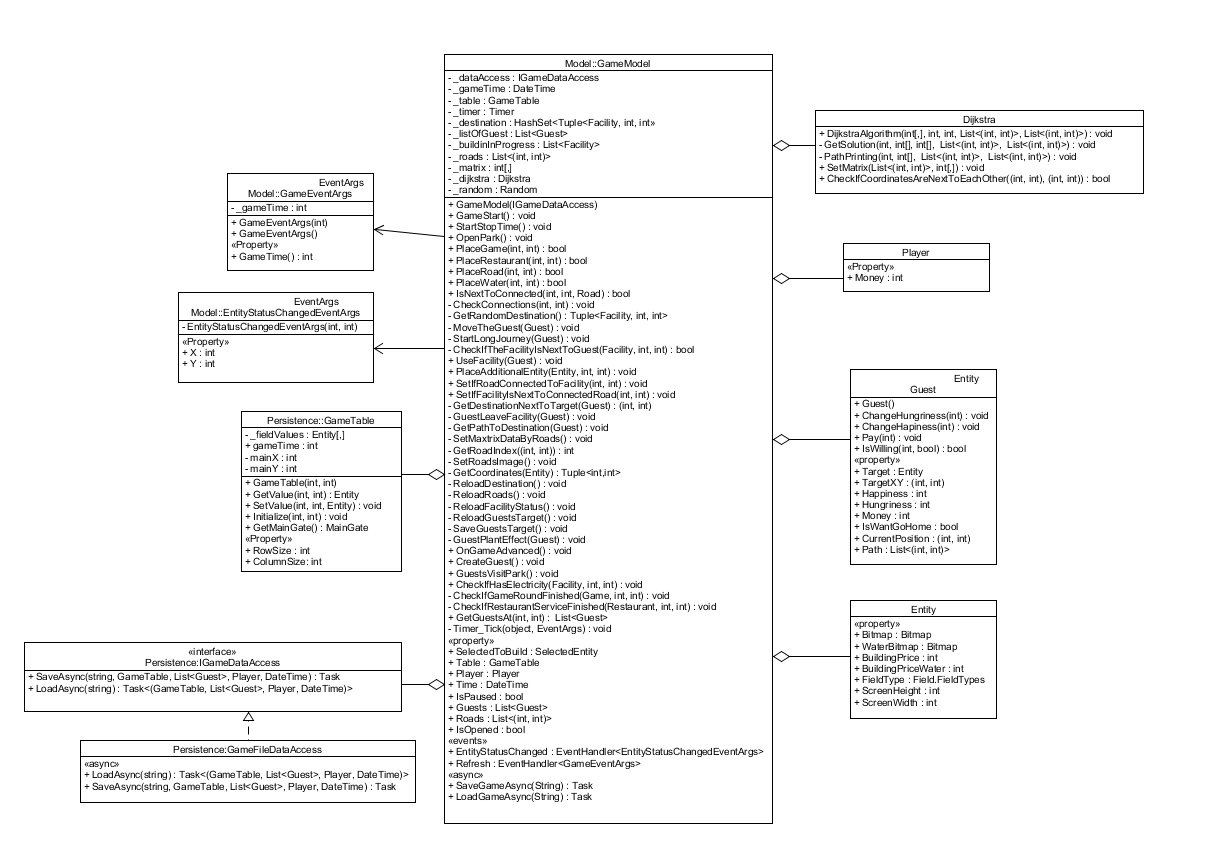 Model::GameModel
- _dataAccess : IGameDataAccess
- _gameTime : DateTime
- _table : GameTable
- _timer : Timer
- _destination : HashSet<Tuple<Facility, int, int»
- _listOfGuest : List<Guest>
- _buildinInProgress : List<Facility>
- _roads : List<(int, int)>
- _matrix : int[,]
- _dijkstra : Dijkstra
- _random : Random
+ GameModel(IGameDataAccess)
+ GameStart() : void
+ StartStopTime() : void
+ OpenPark() : void
+ PlaceGame(int, int) : bool
+ PlaceRestaurant(int, int) : bool
+ PlaceRoad(int, int) : bool
+ PlaceWater(int, int) : bool
+ IsNextToConnected(int, int, Road) : bool
- CheckConnections(int, int) : void
- GetRandomDestination() : Tuple<Facility, int, int>
- MoveTheGuest(Guest) : void
- StartLongJourney(Guest) : void
- CheckIfTheFacilityIsNextToGuest(Facility, int, int) : bool
+ UseFacility(Guest) : void
+ PlaceAdditionalEntity(Entity, int, int) : void
+ SetIfRoadConnectedToFacility(int, int) : void
+ SetIfFacilityIsNextToConnectedRoad(int, int) : void
- GetDestinationNextToTarget(Guest) : (int, int)
- GuestLeaveFacility(Guest) : void
- GetPathToDestination(Guest) : void
- SetMaxtrixDataByRoads() : void
- GetRoadIndex((int, int)) : int
- SetRoadsImage() : void
- GetCoordinates(Entity) : Tuple<int,int>
- ReloadDestination() : void
- ReloadRoads() : void
- ReloadFacilityStatus() : void
- ReloadGuestsTarget() : void
- SaveGuestsTarget() : void
- GuestPlantEffect(Guest) : void
+ OnGameAdvanced() : void
+ CreateGuest() : void
+ GuestsVisitPark() : void
+ CheckIfHasElectricity(Facility, int, int) : void
- CheckIfGameRoundFinished(Game, int, int) : void
- CheckIfRestaurantServiceFinished(Restaurant, int, int) : void
+ GetGuestsAt(int, int) : List<Guest>
- Timer_Tick(object, EventArgs) : void
«property»
+ SelectedToBuild : SelectedEntity
+ Table : GameTable
+ Player : Player
+ Time : DateTime
+ IsPaused : bool
+ Guests : List<Guest>
+ Roads : List<(int, int)>
+ IsOpened : bool
«events»
+ EntityStatusChanged : EventHandler<EntityStatusChangedEventArgs>
+ Refresh : EventHandler<GameEventArgs>
«async»
+ SaveGameAsync(String) : Task
+ LoadGameAsync(String) : Task
EventArgs
Model::GameEventArgs
- _gameTime : int
+ GameEventArgs(int)
+ GameEventArgs()
«Property»
+ GameTime() : int
EventArgs
Model::EntityStatusChangedEventArgs
- EntityStatusChangedEventArgs(int, int)
«Property»
+ X : int
+ Y : int
Persistence::GameTable
- _fieldValues : Entity[,]
+ gameTime : int
- mainX : int
- mainY : int
+ GameTable(int, int)
+ GetValue(int, int) : Entity
+ SetValue(int, int, Entity) : void
+ Initialize(int, int) : void
+ GetMainGate() : MainGate
«Property»
+ RowSize : int
+ ColumnSize: int
«interface»
Persistence:IGameDataAccess
+ SaveAsync(string, GameTable, List<Guest>, Player, DateTime) : Task
+ LoadAsync(string) : Task<(GameTable, List<Guest>, Player, DateTime)>
Persistence:GameFileDataAccess
«async»
+ LoadAsync(string) : Task<(GameTable, List<Guest>, Player, DateTime)>
+ SaveAsync(string, GameTable, List<Guest>, Player, DateTime) : Task
Dijkstra
+ DijkstraAlgorithm(int[,], int, int, List<(int, int)>, List<(int, int)>) : void
- GetSolution(int, int[], int[], List<(int, int)>, List<(int, int)>) : void
- PathPrinting(int, int[], List<(int, int)>, List<(int, int)>) : void
+ SetMatrix(List<(int, int)>, int[,]) : void
+ CheckIfCoordinatesAreNextToEachOther((int, int), (int, int)) : bool
Player
«Property»
+ Money : int
Entity
Guest
+ Guest()
+ ChangeHungriness(int) : void
+ ChangeHapiness(int) : void
+ Pay(int) : void
+ IsWilling(int, bool) : bool
«property»
+ Target : Entity
+ TargetXY : (int, int)
+ Happiness : int
+ Hungriness : int
+ Money : int
+ IsWantGoHome : bool
+ CurrentPosition : (int, int)
+ Path : List<(int, int)>
Entity
«property»
+ Bitmap : Bitmap
+ WaterBitmap : Bitmap
+ BuildingPrice : int
+ BuildingPriceWater : int
+ FieldType : Field.FieldTypes
+ ScreenHeight : int
+ ScreenWidth : int